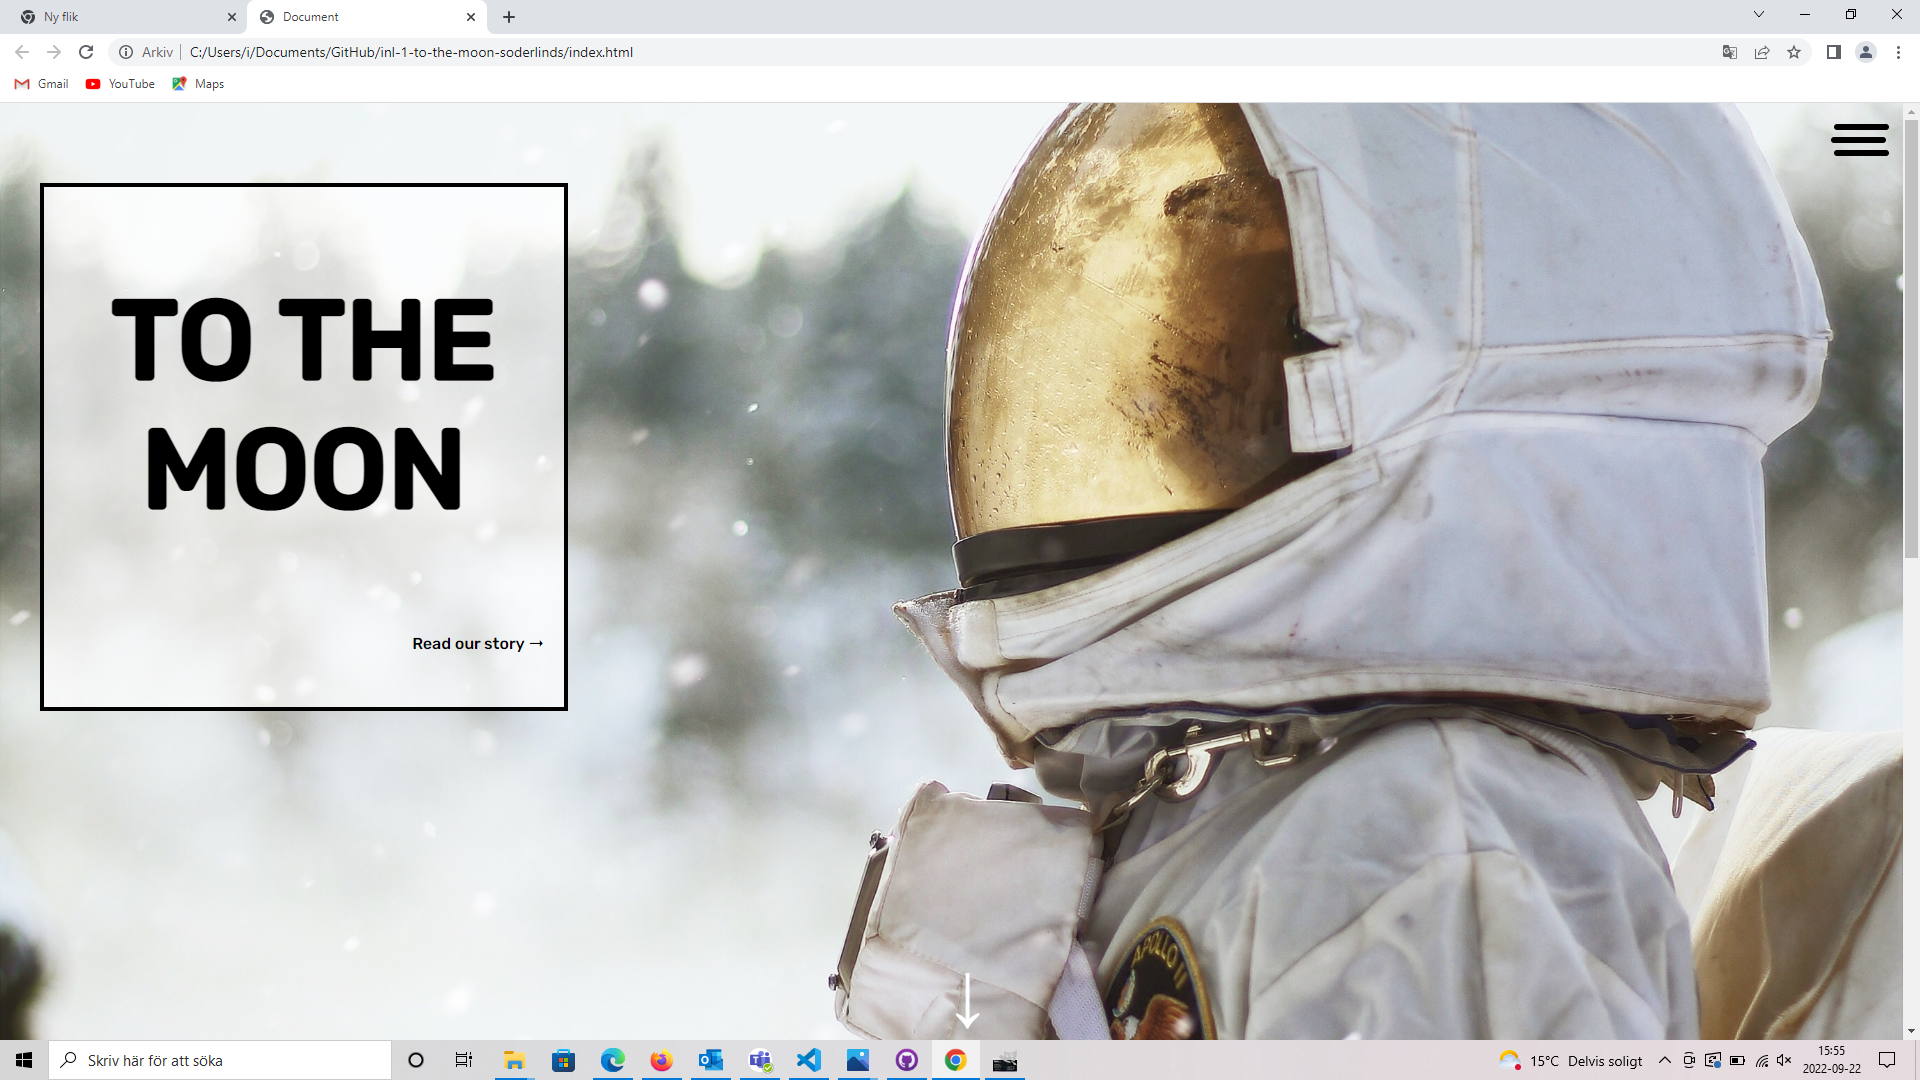 Ny flik
Document
Arkiv
C:/Users/i/Documents/GitHub/inl-1-to-the-moon-soderlinds/index.html
Gmail
YouTube
Maps
TO THE
MOON
Read our story →
APOLLO 11
Skriv här för att söka
15°C Delvis soligt
15:55
2022-09-22